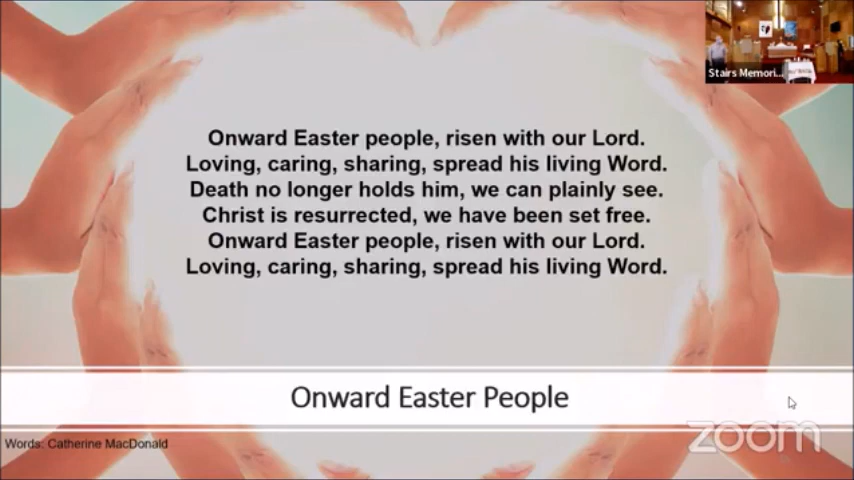 Stairs Memori...
Onward Easter people, risen with our Lord.
Loving, caring, sharing, spread his living Word.
Death no longer holds him, we can plainly see.
Christ is resurrected, we have been set free.
Onward Easter people, risen with our Lord.
Loving, caring, sharing, spread his living Word.
Onward Easter People
zoom
Words: Catherine MacDonald